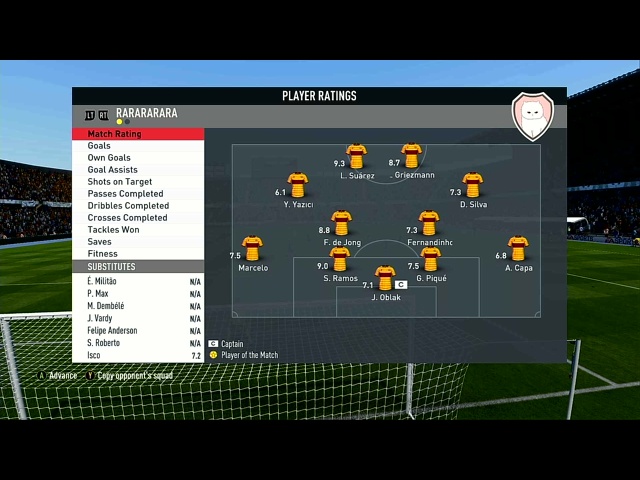 PLAYER RATINGS
LT RT RARARARARA
Match Rating
Goals
Own Goals
Goal Assists
Shots on Target
Passes Completed
Dribbles Completed
Crosses Completed
Tackles Won
Saves
Fitness
SUBSTITUTES
É. Militão N/A
P. Max N/A
M. Dembélé N/A
J. Vardy N/A
Felipe Anderson N/A
S. Roberto N/A
Isco 7.2
9.3 8.7
L. Suárez . Griezmann
6.1 7.3
Y. Yazici D. Silva
8.8 7.3
F. de Jong Fernandinho
7.5 6.8
Marcelo A. Capa
9.0 7.5
S. Ramos G. Piqué
7.1 C
J. Oblak
C Captain
Player of the Match
A Advance Y Copy opponent's squad